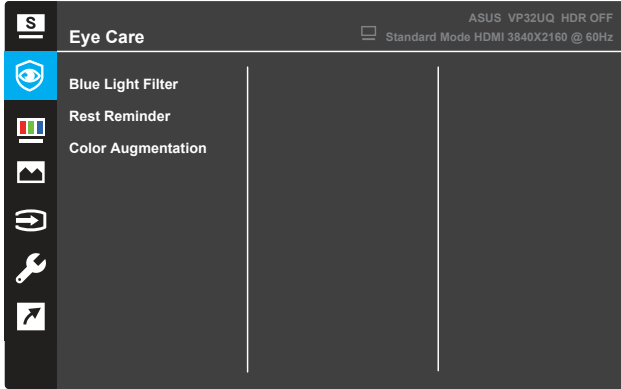 S
ASUS VP32UQ HDR OFF
Eye Care
Standard Mode HDMI 3840X2160 @ 60Hz
Blue Light Filter
Rest Reminder
Color Augmentation